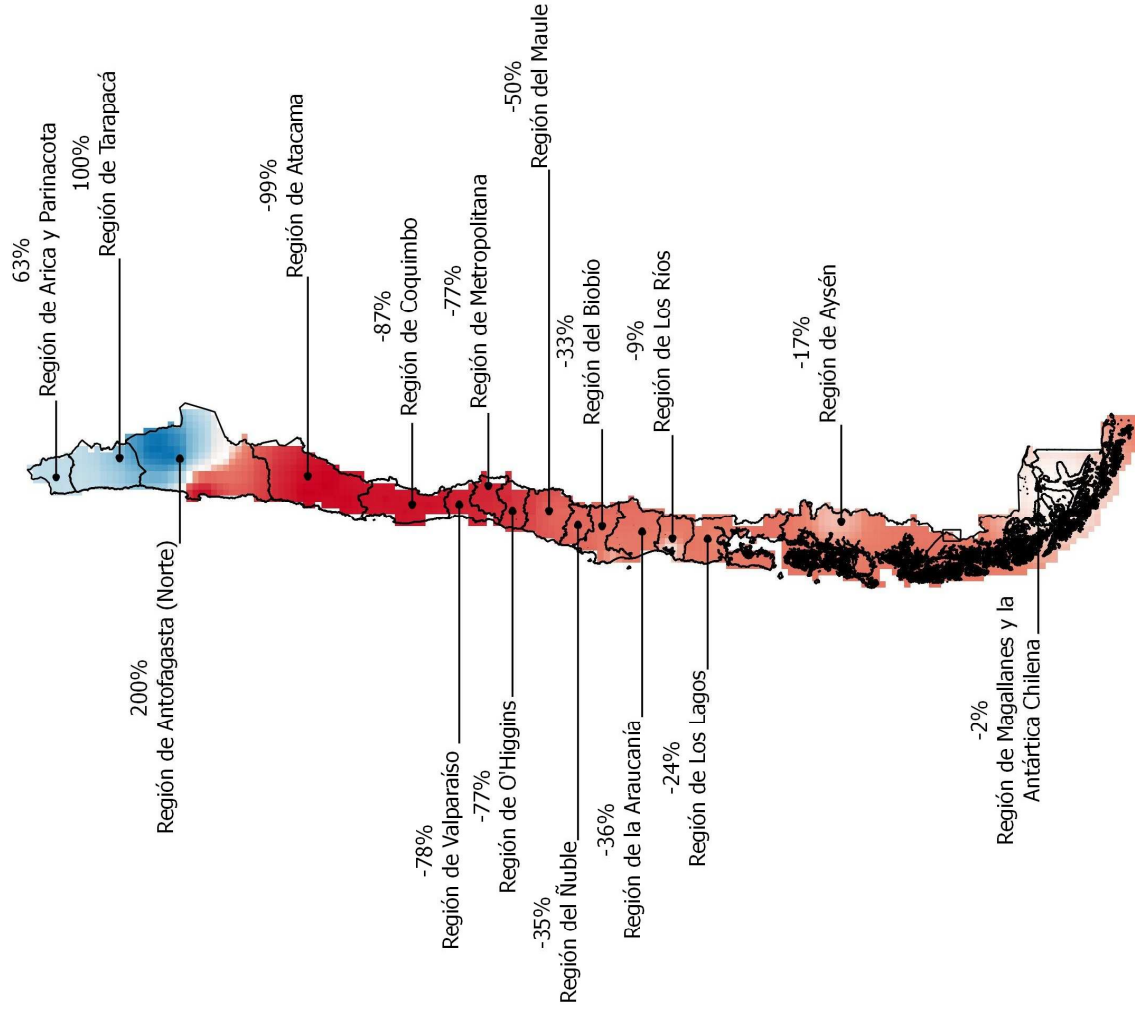 63%
Región de Arica y Parinacota
100%
Región de Tarapacá
200%
Región de Antofagasta (Norte)
-99%
Región de Atacama
-87%
Región de Coquimbo
-78%
Región de Valparaíso
-77%
Región de Metropolitana
-77%
Región de O'Higgins
-50%
Región del Maule
-35%
Región del Ñuble
-33%
Región del Biobío
-36%
Región de la Araucanía
-9%
Región de Los Ríos
-24%
Región de Los Lagos
-17%
Región de Aysén
-2%
Región de Magallanes y la
Antártica Chilena